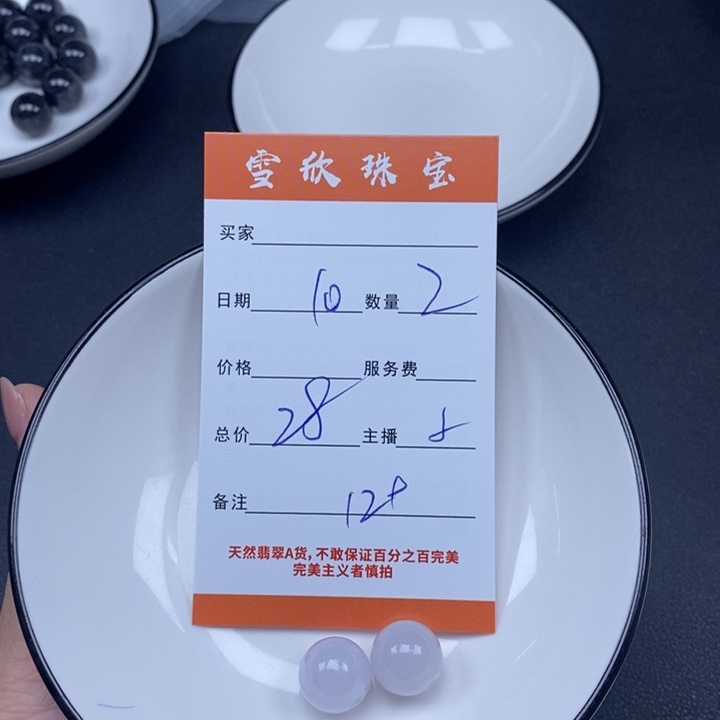 雪欣珠宝
买家
日期 10 数量 2
价格 服务费
总价 28 主播
备注 12+
天然翡翠A货,不敢保证百分之百完美
完美主义者慎拍